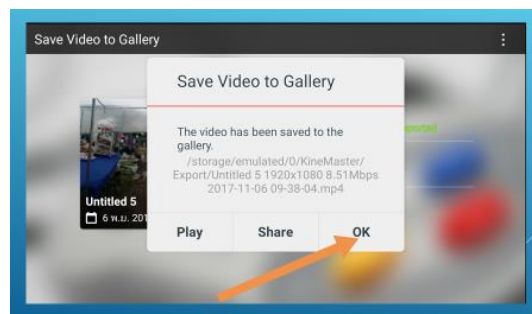 Save Video to Gallery
Save Video to Gallery
The video has been saved to the
gallery.
/storage/emulated/0/KineMaster/
Export/Untitled 5 1920x1080 8.51Mbps
2017-11-06 09-38-04.mp4
Untitled 5
6 พ.ย. 201
Play Share OK